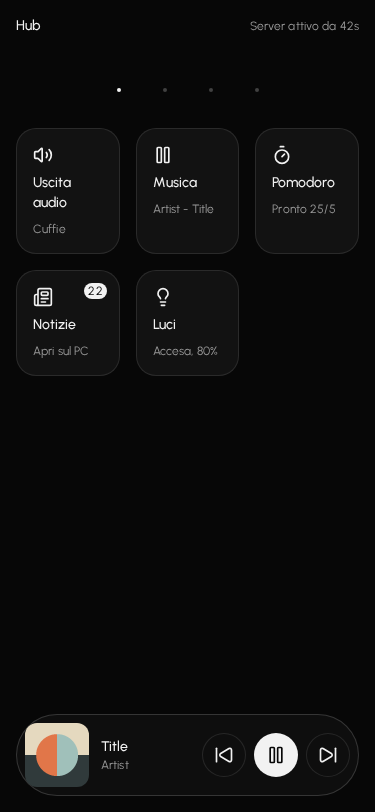 Hub
Server attivo da 42s
Uscita
audio
Cuffie
Musica
Artist - Title
Pomodoro
Pronto 25/5
22
Notizie
Apri sul PC
Luci
Accesa, 80%
Title
Artist